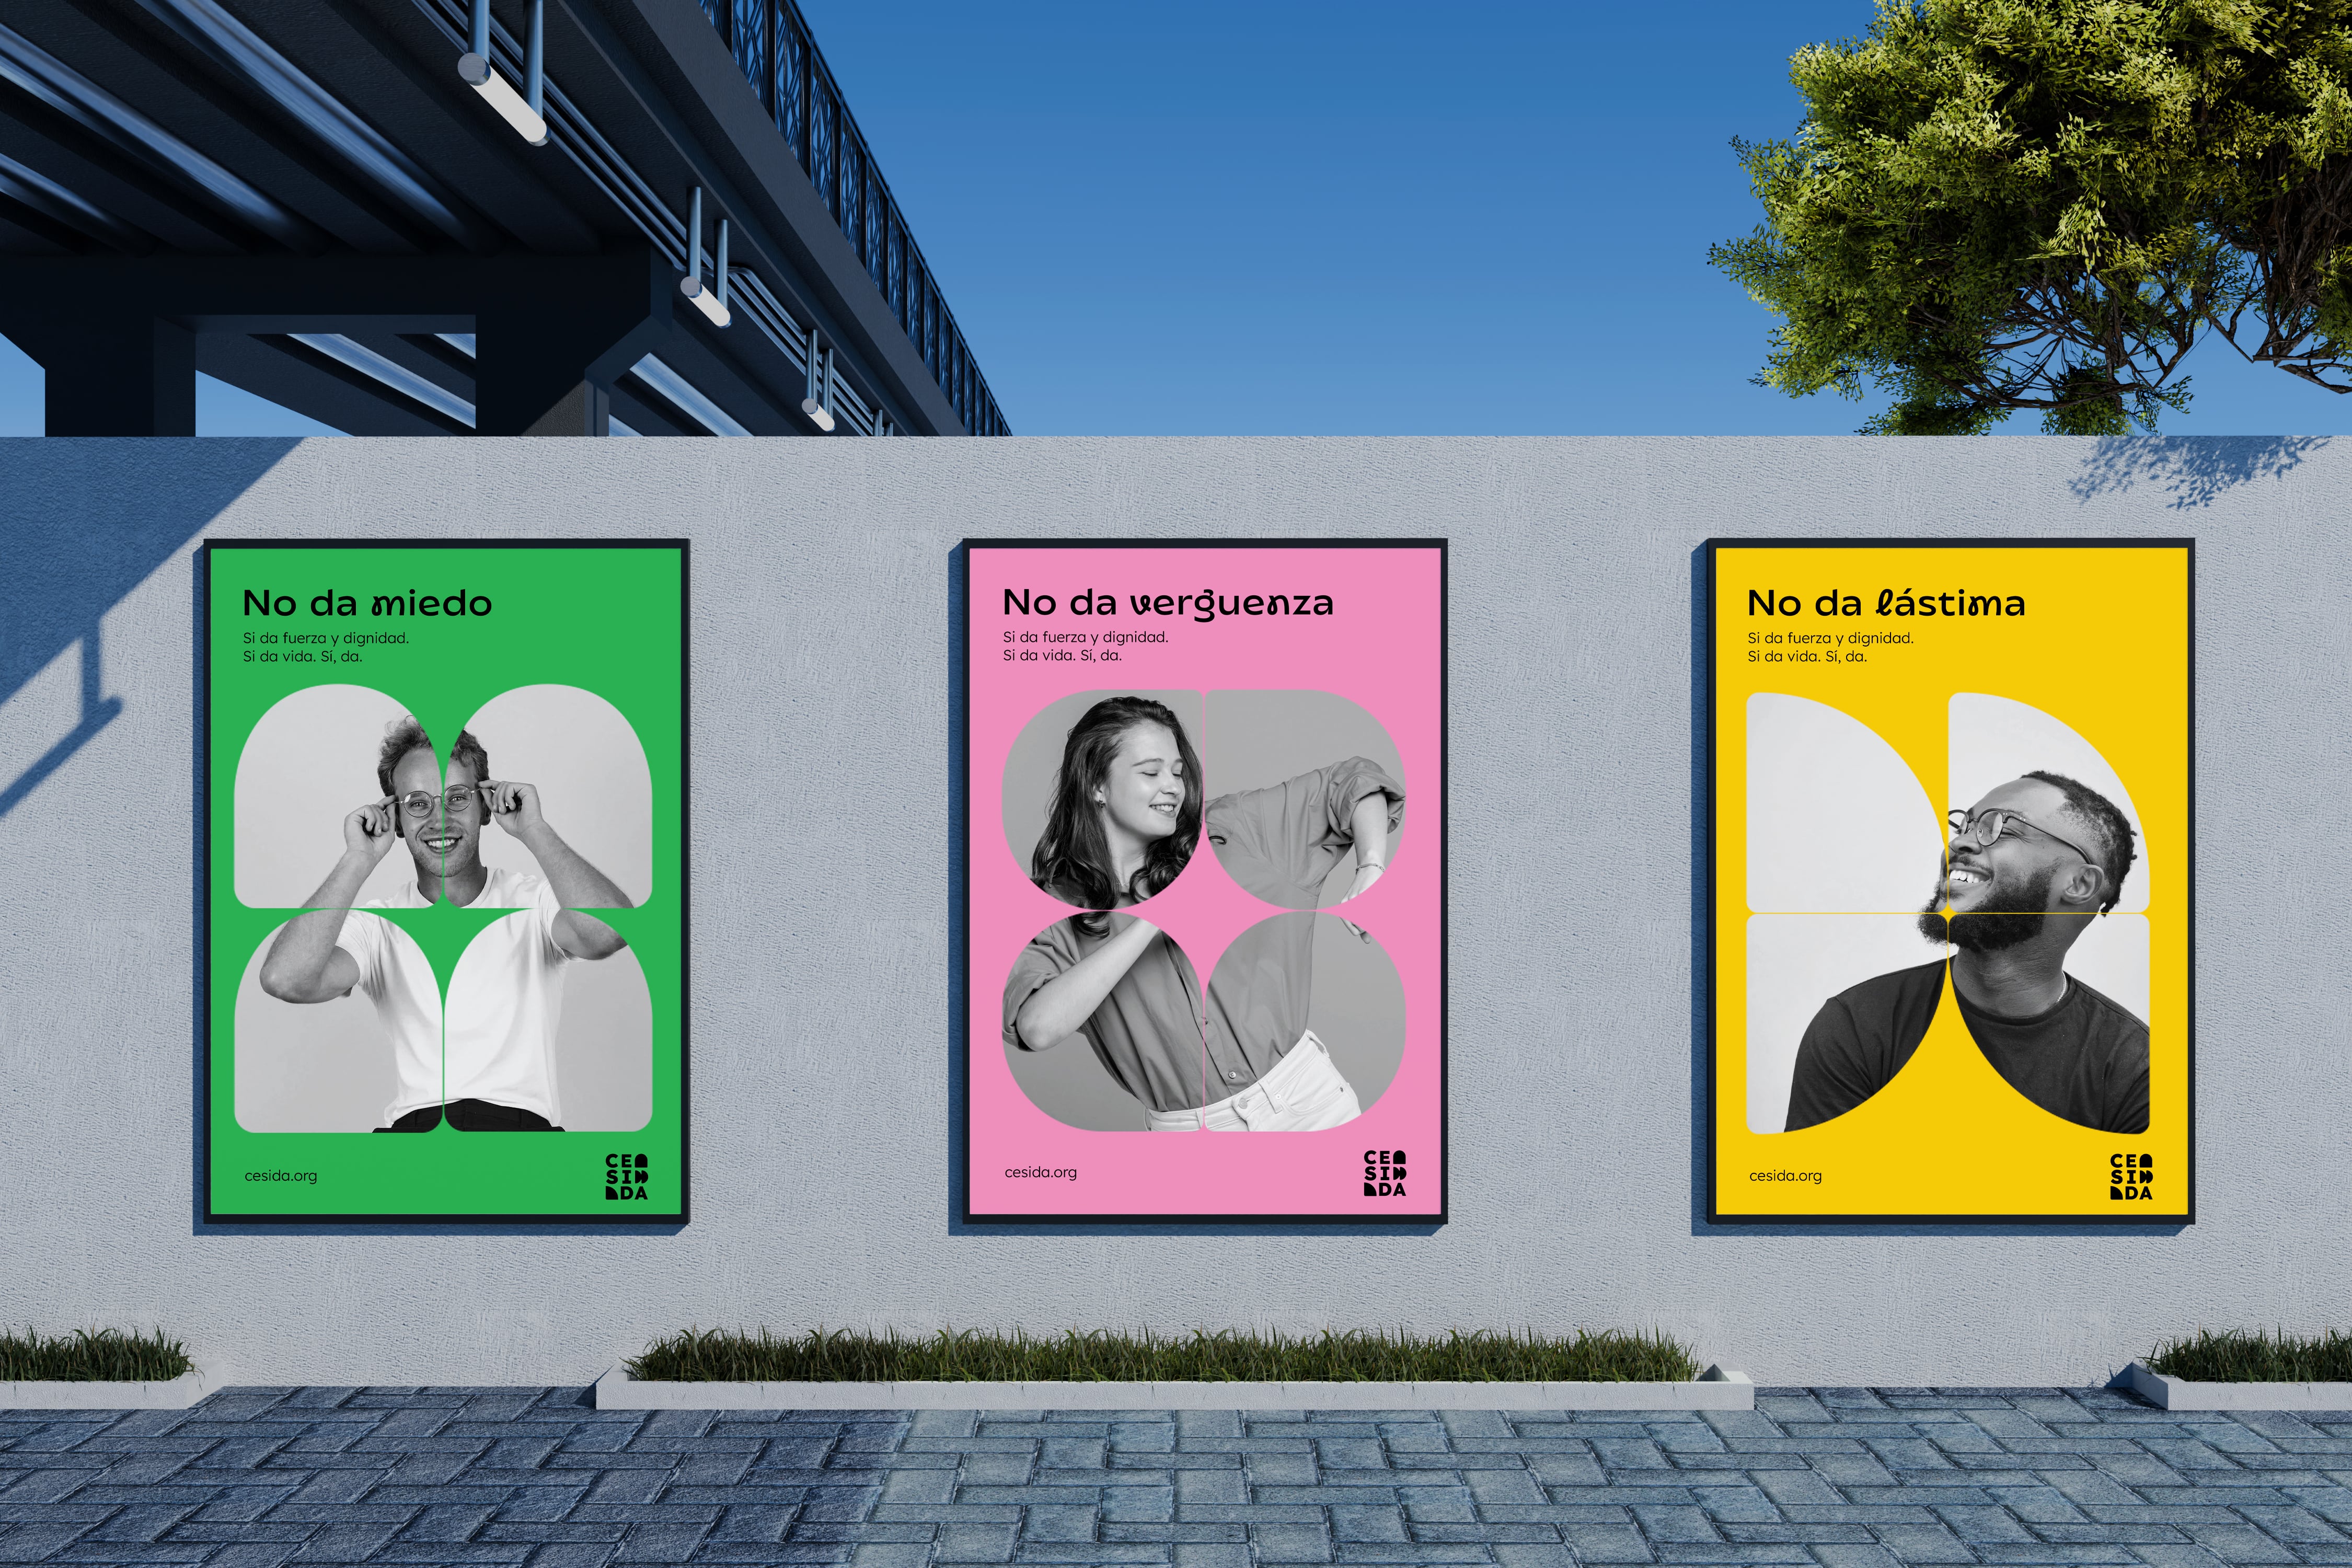 No da miedo
Si da fuerza y dignidad.
Si da vida. Sí, da.
cesida.org
CE
SI
DA
No da verguenza
Si da fuerza y dignidad.
Si da vida. Sí, da.
cesida.org
CE
SI
DA
No da lástima
Si da fuerza y dignidad.
Si da vida. Sí, da.
cesida.org
CE
SI
DA